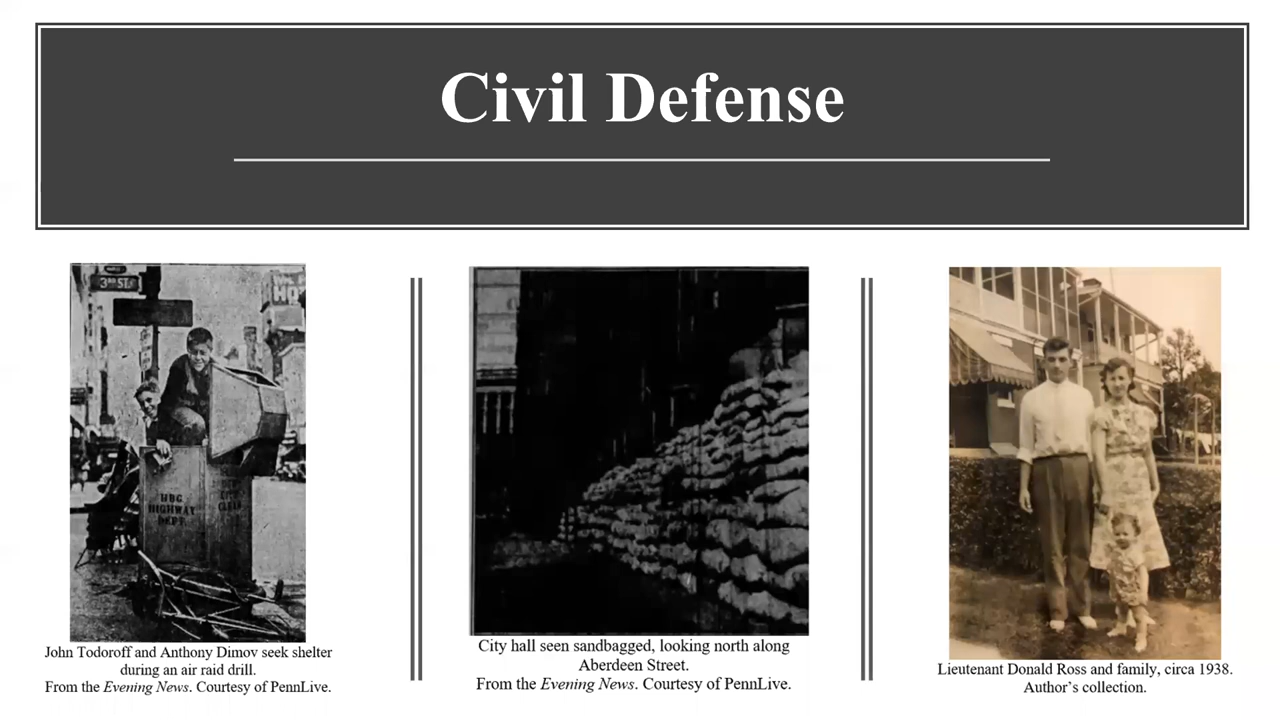 Civil Defense
3RD ST.
HBG
HIGHWAY
DEPT.
John Todoroff and Anthony Dimov seek shelter
during an air raid drill.
From the Evening News. Courtesy of PennLive.
City hall seen sandbagged, looking north along
Aberdeen Street.
From the Evening News. Courtesy of PennLive.
Lieutenant Donald Ross and family, circa 1938.
Author’s collection.